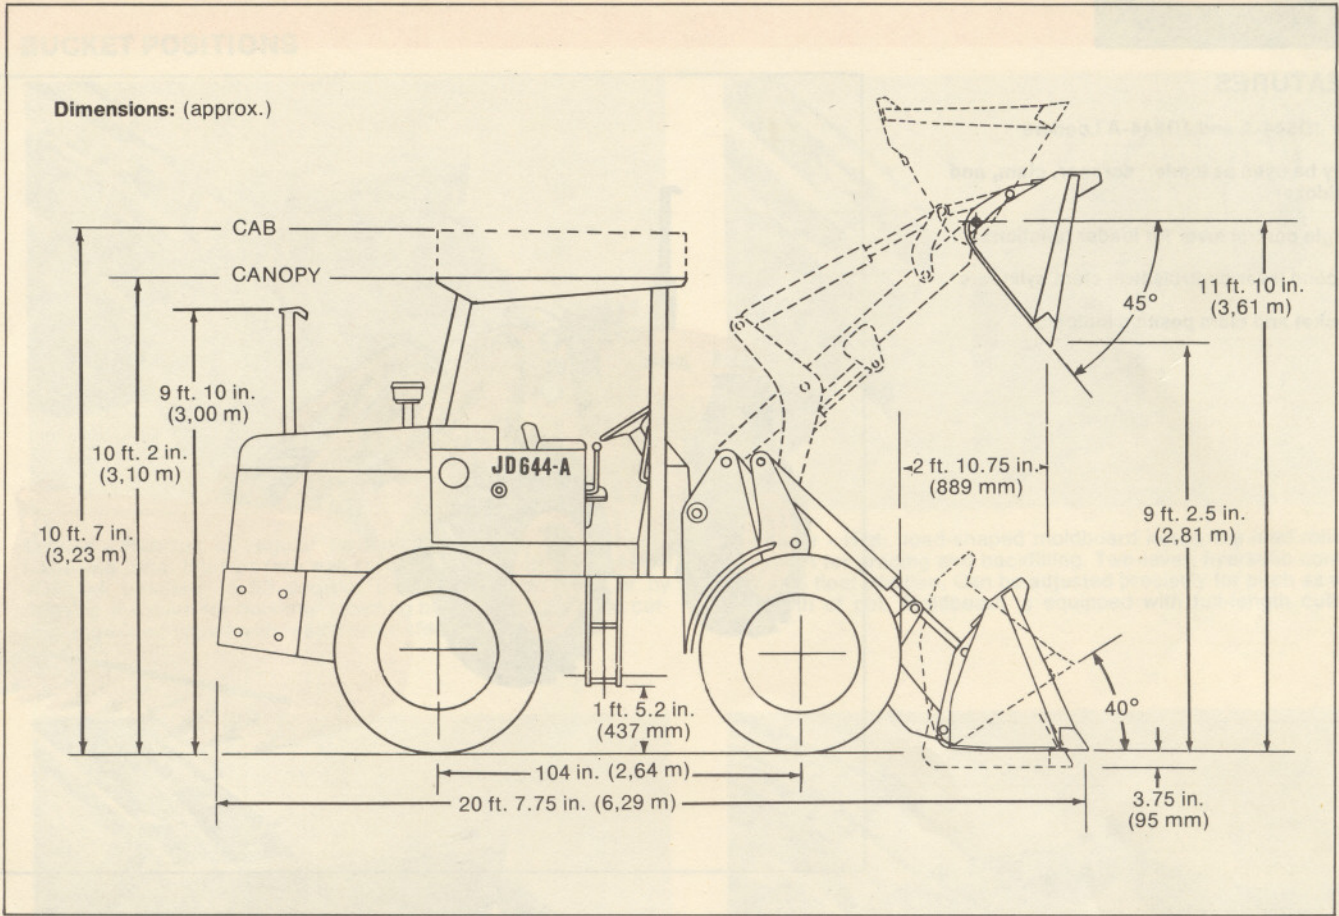 Dimensions: (approx.)
CAB
CANOPY
9 ft. 10 in.
(3,00 m)
10 ft. 2 in.
(3,10 m)
10 ft. 7 in.
(3,23 m)
JD644-A
45°
11 ft. 10 in.
(3,61 m)
2 ft. 10.75 in.
(889 mm)
9 ft. 2.5 in.
(2,81 m)
1 ft. 5.2 in.
(437 mm)
40°
104 in. (2,64 m)
20 ft. 7.75 in. (6,29 m)
3.75 in.
(95 mm)